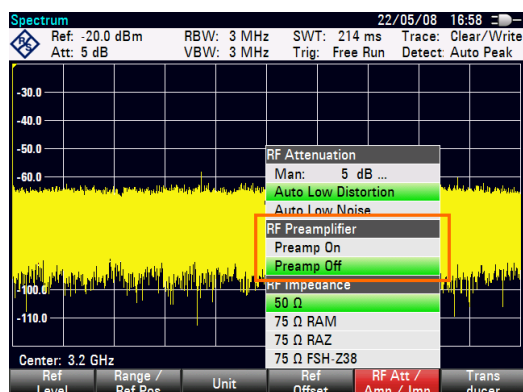 Spectrum 22/05/08 16:58
Ref: -20.0 dBm RBW: 3 MHz SWT: 214 ms Trace: Clear/Write
Att: 5 dB VBW: 3 MHz Trig: Free Run Detect: Auto Peak
-30.0
-40.0
-50.0
-60.0
-100.0
-110.0
RF Attenuation
Man: 5 dB ...
Auto Low Distortion
Auto Low Noise
RF Preamplifier
Preamp On
Preamp Off
RF Impedance
50 Ω
75 Ω RAM
75 Ω RAZ
75 Ω FSH-Z38
Center: 3.2 GHz
Ref Level
Range / Ref Pos
Unit
Ref Offset
RF Att / Amp / Imp
Trans ducer